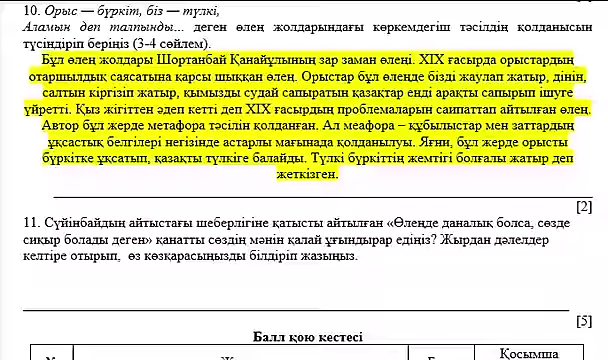 10. Орыс — бүркіт, біз — түлкі,
Аламын деп талпынды... деген өлең жолдарындағы көркемдегіш тәсілдің қолданысын
түсіндіріп беріңіз (3-4 сөйлем).
Бұл өлең жолдары Шортанбай Қанайұлының зар заман өлеңі. XIX ғасырда орыстардың
отаршылдық саясатына қарсы шыққан өлең. Орыстар бұл өлеңде бізді жаулап жатыр, дінін,
салтын кіргізіп жатыр, қымызды судай сапыратын қазақтар енді арақты сапырып ішуге
үйретті. Қыз жігіттен әдеп кетті деп XIX ғасырдың проблемаларын саипаттап айтылған өлең.
Автор бұл жерде метафора тәсілін қолданған. Ал меафора – құбылыстар мен заттардың
ұқсастық белгілері негізінде астарлы мағынада қолданылуы. Яғни, бұл жерде орысты
бүркітке ұқсатып, қазақты түлкіге балайды. Түлкі бүркіттің жемтігі болғалы жатыр деп
жеткізген.
[2]
11. Сүйінбайдың айтыстағы шеберлігіне қатысты айтылған «Өлеңде даналық болса, сөзде
сиқыр болады деген» қанатты сөздің мәнін қалай ұғындырар едіңіз? Жырдан дәлелдер
келтіре отырып, өз көзқарасыңызды білдіріп жазыңыз.
[5]
Балл қою кестесі
Қосымша